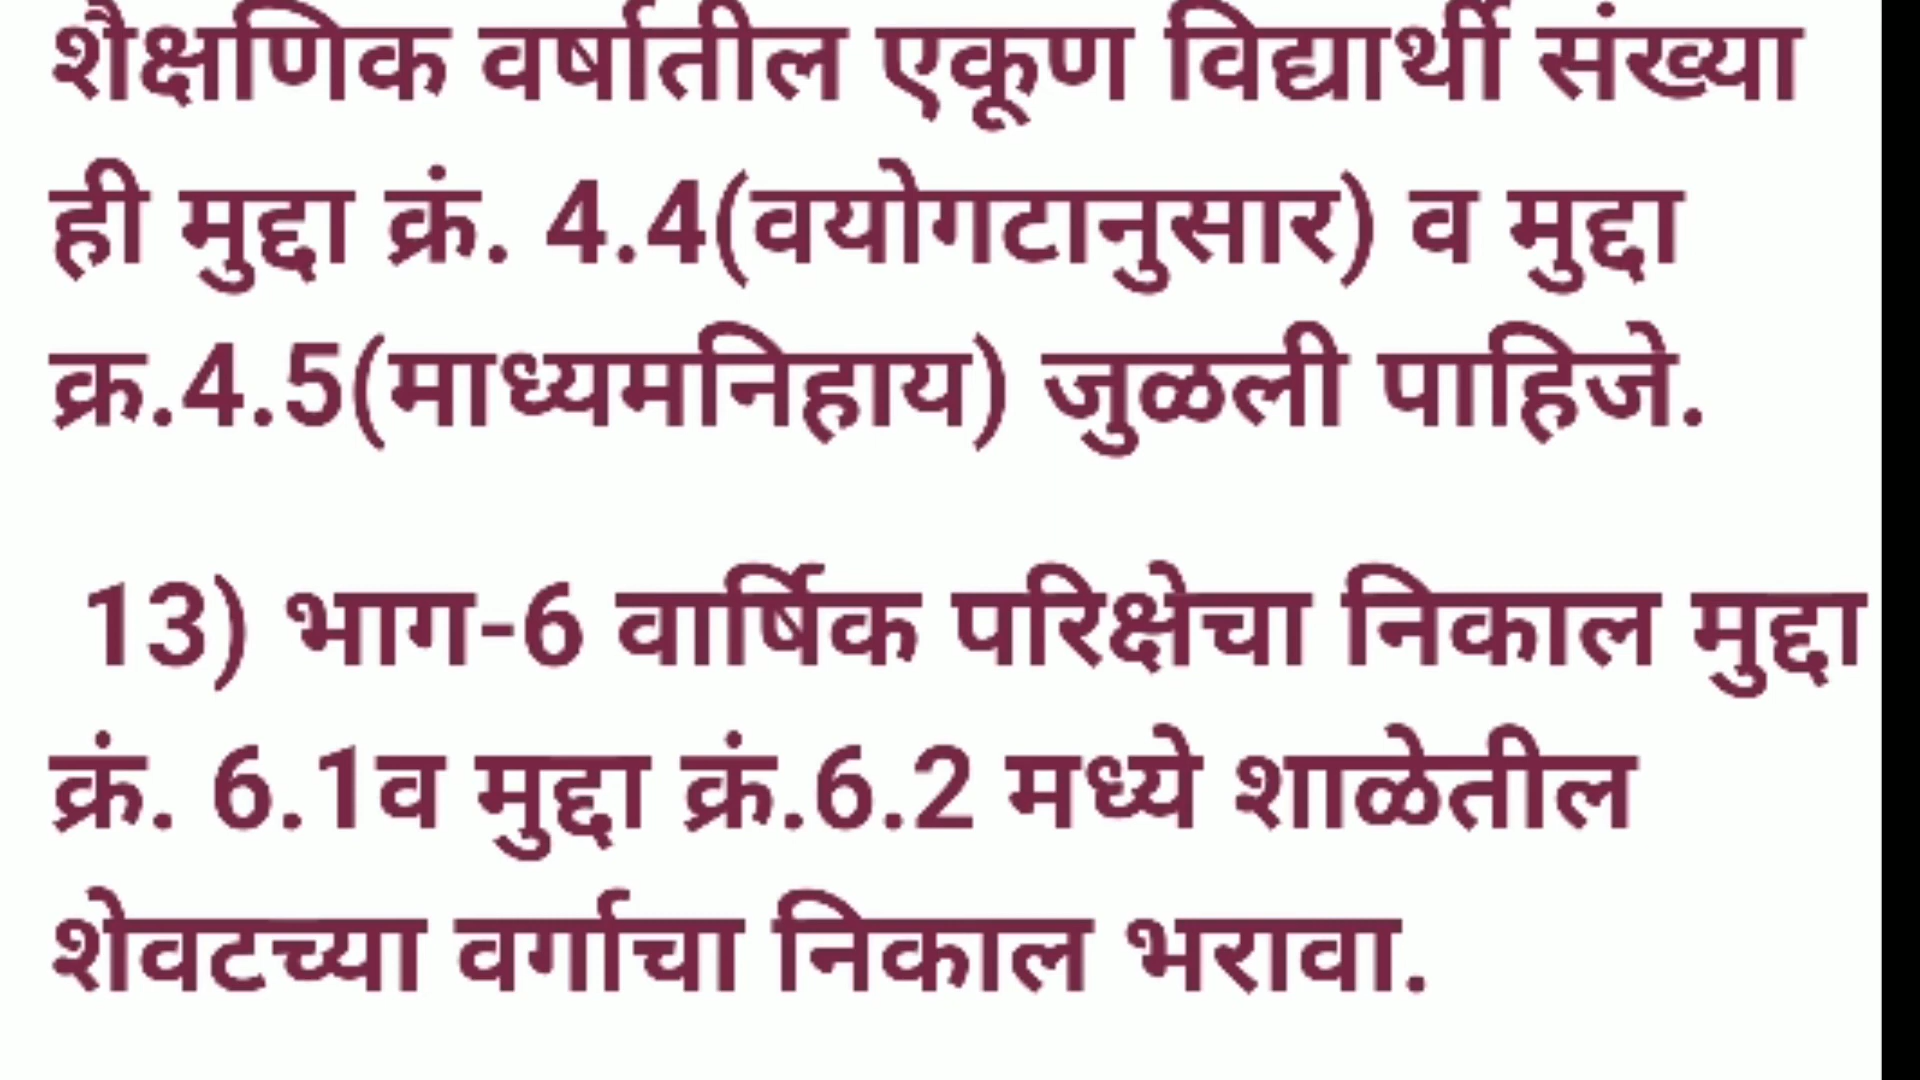 शैक्षणिक वर्षातील एकूण विद्यार्थी संख्या
ही मुद्दा क्रं. 4.4(वयोगटानुसार) व मुद्दा
क्र.4.5(माध्यमनिहाय) जुळली पाहिजे.
13) भाग-6 वार्षिक परिक्षेचा निकाल मुद्दा
क्रं. 6.1व मुद्दा क्रं.6.2 मध्ये शाळेतील
शेवटच्या वर्गाचा निकाल भरावा.